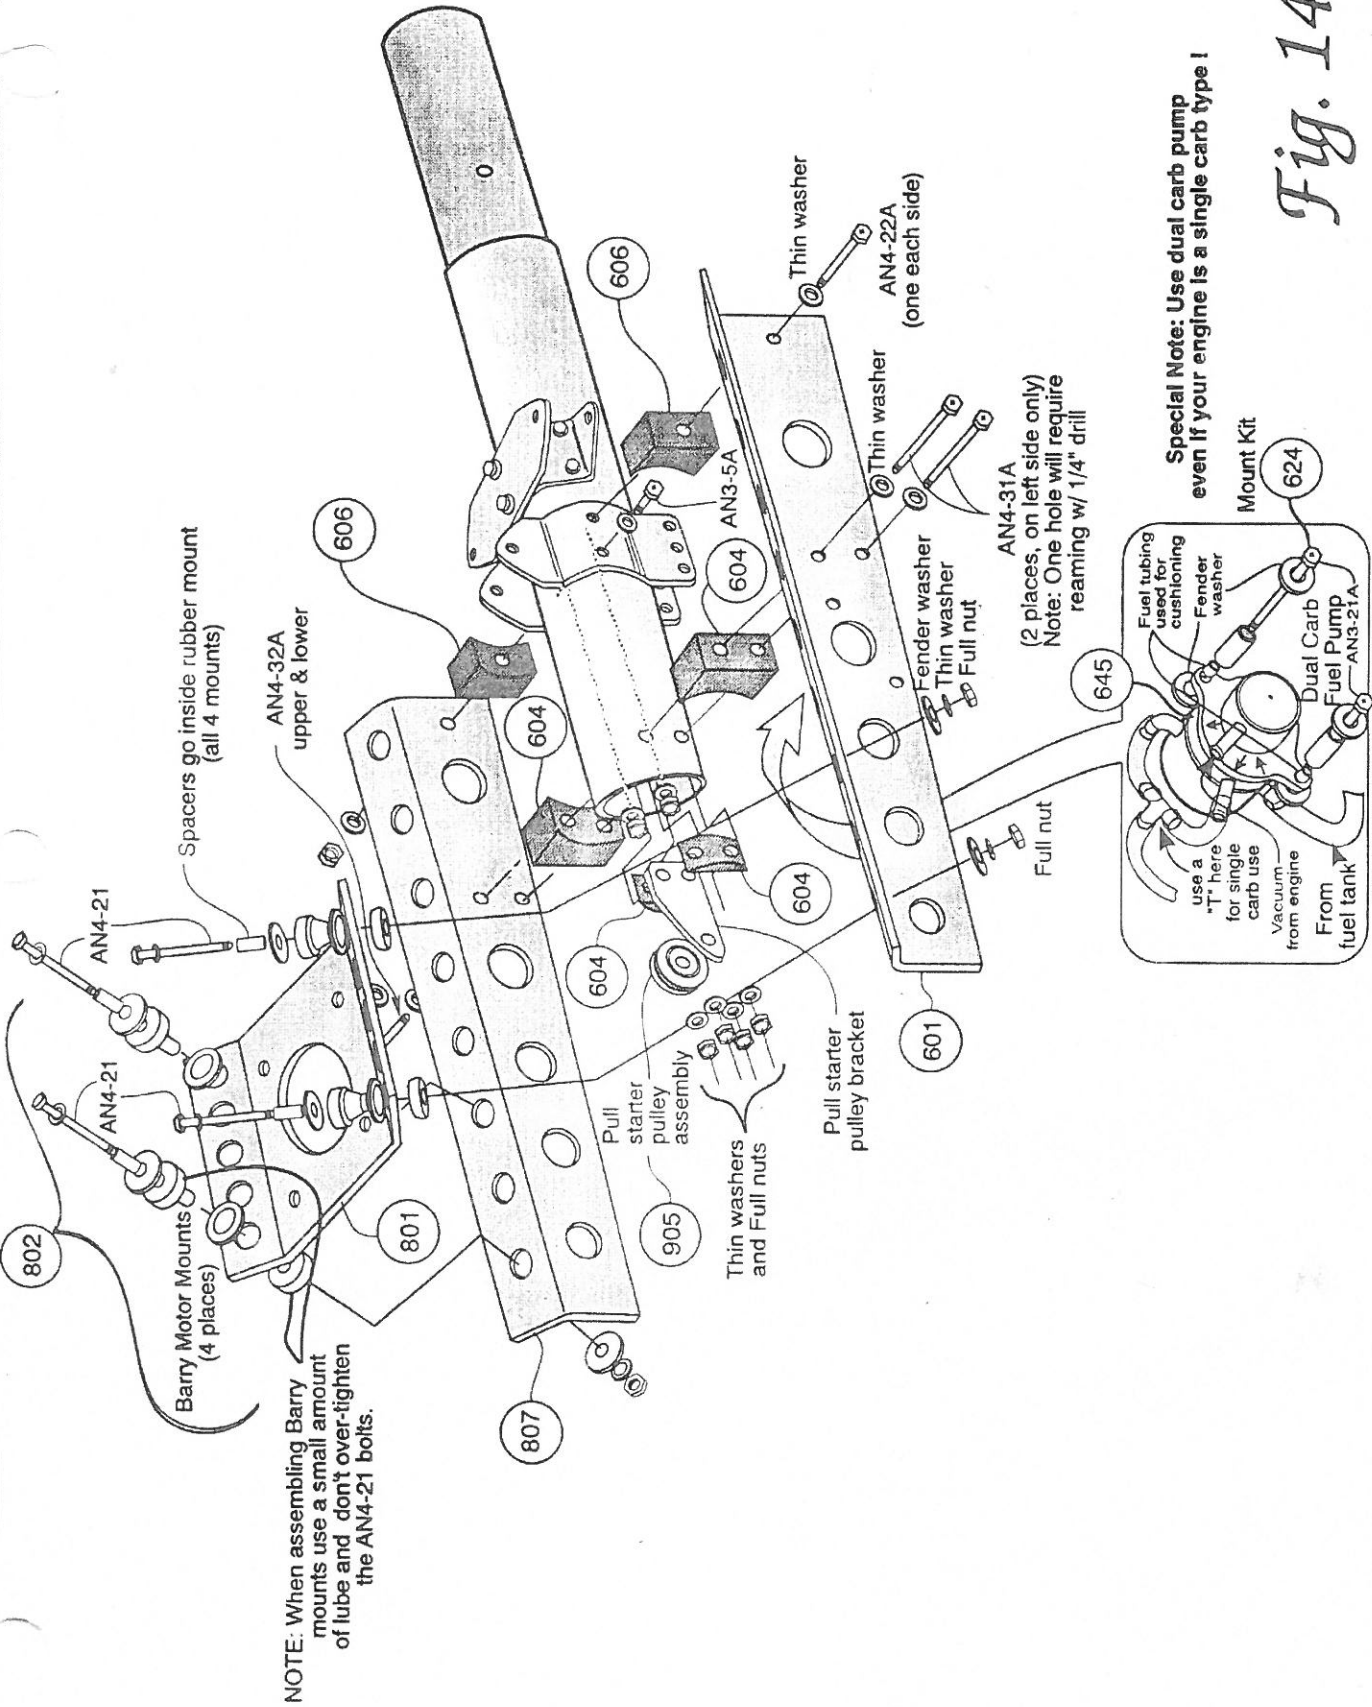 802
Barry Motor Mounts
(4 places)
NOTE: When assembling Barry
mounts use a small amount
of lube and don't over-tighten
the AN4-21 bolts.
AN4-21
AN4-21
Spacers go inside rubber mount
(all 4 mounts)
AN4-32A
upper & lower
801
807
606
604
604
604
Pull
starter
pulley
assembly
905
Thin washers
and Full nuts
Pull starter
pulley bracket
601
606
AN3-5A
604
Thin washer
AN4-22A
(one each side)
Thin washer
AN4-31A
(2 places, on left side only)
Note: One hole will require
reaming w/ 1/4" drill
Fender washer
Thin washer
Full nut
Full nut
645
Fuel tubing
used for
cushioning
Fender
washer
Mount Kit
624
Dual Carb
Fuel Pump
AN3-21A
use a
"T" here
for single
carb use
Vacuum
from engine
From
fuel tank
Special Note: Use dual carb pump
even if your engine is a single carb type !
Fig. 14